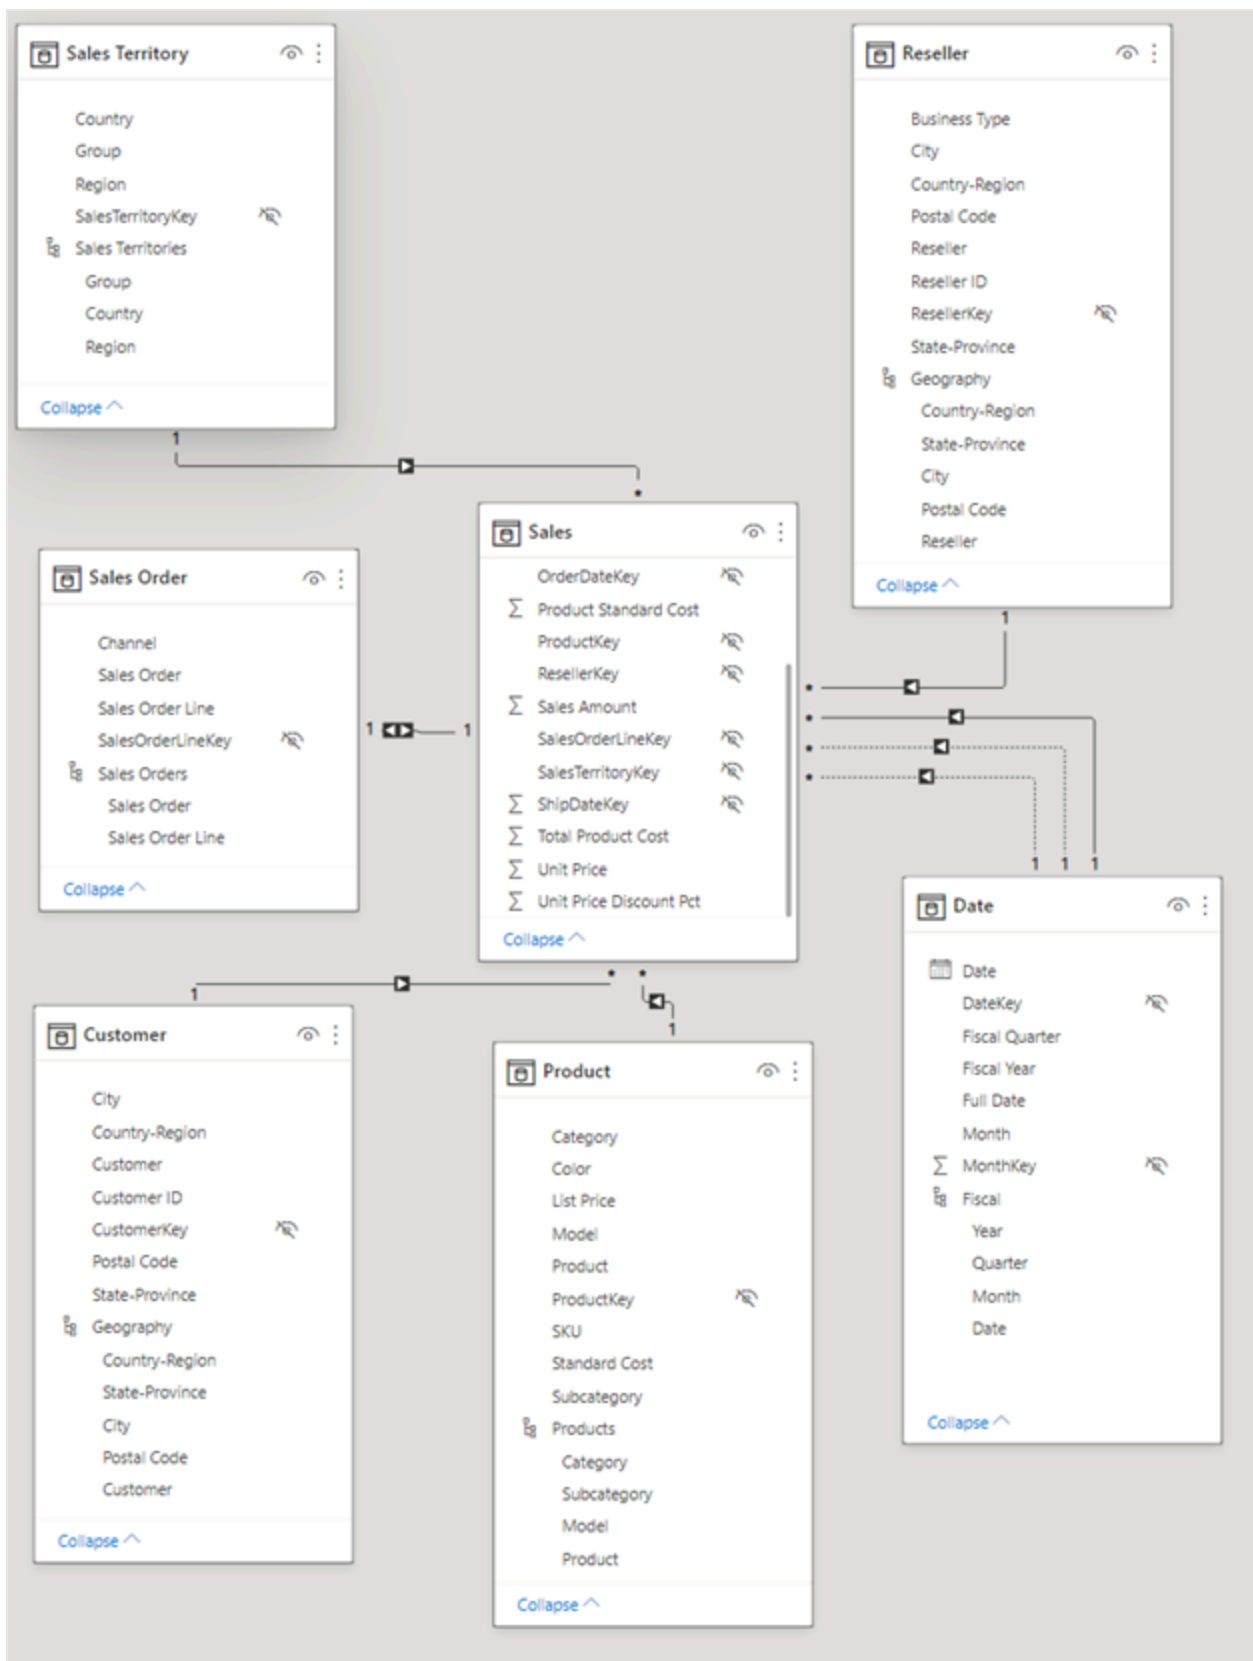 Sales Territory
Country
Group
Region
SalesTerritoryKey
Sales Territories
Group
Country
Region
Collapse
1
*
Reseller
Business Type
City
Country-Region
Postal Code
Reseller
Reseller ID
ResellerKey
State-Province
Geography
Country-Region
State-Province
City
Postal Code
Reseller
Collapse
1
*
*
*
*
Sales Order
Channel
Sales Order
Sales Order Line
SalesOrderLineKey
Sales Orders
Sales Order
Sales Order Line
Collapse
1
1
Sales
OrderDateKey
Σ Product Standard Cost
ProductKey
ResellerKey
Σ Sales Amount
SalesOrderLineKey
SalesTerritoryKey
Σ ShipDateKey
Σ Total Product Cost
Σ Unit Price
Σ Unit Price Discount Pct
Collapse
* *
1
1
1 1 1
Date
Date
DateKey
Fiscal Quarter
Fiscal Year
Full Date
Month
Σ MonthKey
Fiscal
Year
Quarter
Month
Date
Collapse
Customer
City
Country-Region
Customer
Customer ID
CustomerKey
Postal Code
State-Province
Geography
Country-Region
State-Province
City
Postal Code
Customer
Collapse
Product
Category
Color
List Price
Model
Product
ProductKey
SKU
Standard Cost
Subcategory
Products
Category
Subcategory
Model
Product
Collapse